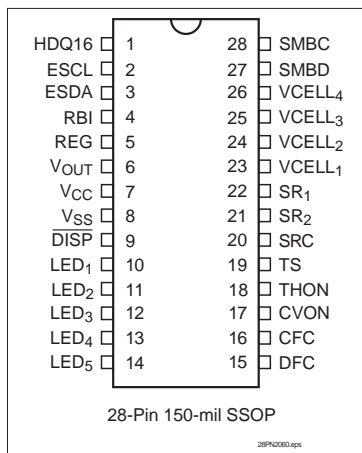 HDQ16 1 28 SMBC
ESCL 2 27 SMBD
ESDA 3 26 VCELL4
RBI 4 25 VCELL3
REG 5 24 VCELL2
VOUT 6 23 VCELL1
VCC 7 22 SR1
VSS 8 21 SR2
DISP 9 20 SRC
LED1 10 19 TS
LED2 11 18 THON
LED3 12 17 CVON
LED4 13 16 CFC
LED5 14 15 DFC
28-Pin 150-mil SSOP
28PN2060.eps